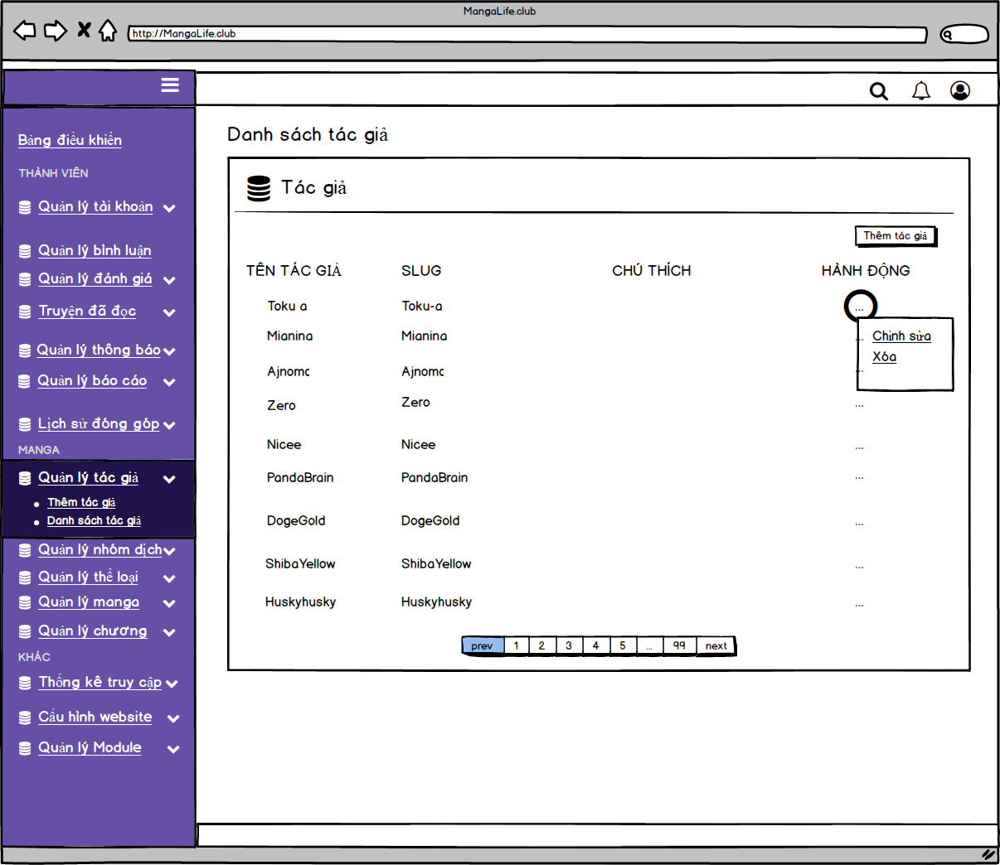 MangaLife.club
http://MangaLife.club
Bảng điều khiển
THÀNH VIÊN
Quản lý tài khoản
Quản lý bình luận
Quản lý đánh giá
Truyện đã đọc
Quản lý thông báo
Quản lý báo cáo
Lịch sử đóng góp
MANGA
Quản lý tác giả
Thêm tác giả
Danh sách tác giả
Quản lý nhóm dịch
Quản lý thể loại
Quản lý manga
Quản lý chương
KHÁC
Thống kê truy cập
Cấu hình website
Quản lý Module
Danh sách tác giả
Tác giả
Thêm tác giả
TÊN TÁC GIẢ SLUG CHÚ THÍCH HÀNH ĐỘNG
Toku a Toku-a ...
Mianina Mianina ... Chỉnh sửa
Xóa
Ajnomc Ajnomc ...
Zero Zero ...
Nicee Nicee ...
PandaBrain PandaBrain ...
DogeGold DogeGold ...
ShibaYellow ShibaYellow ...
Huskyhusky Huskyhusky ...
prev 1 2 3 4 5 ... 99 next